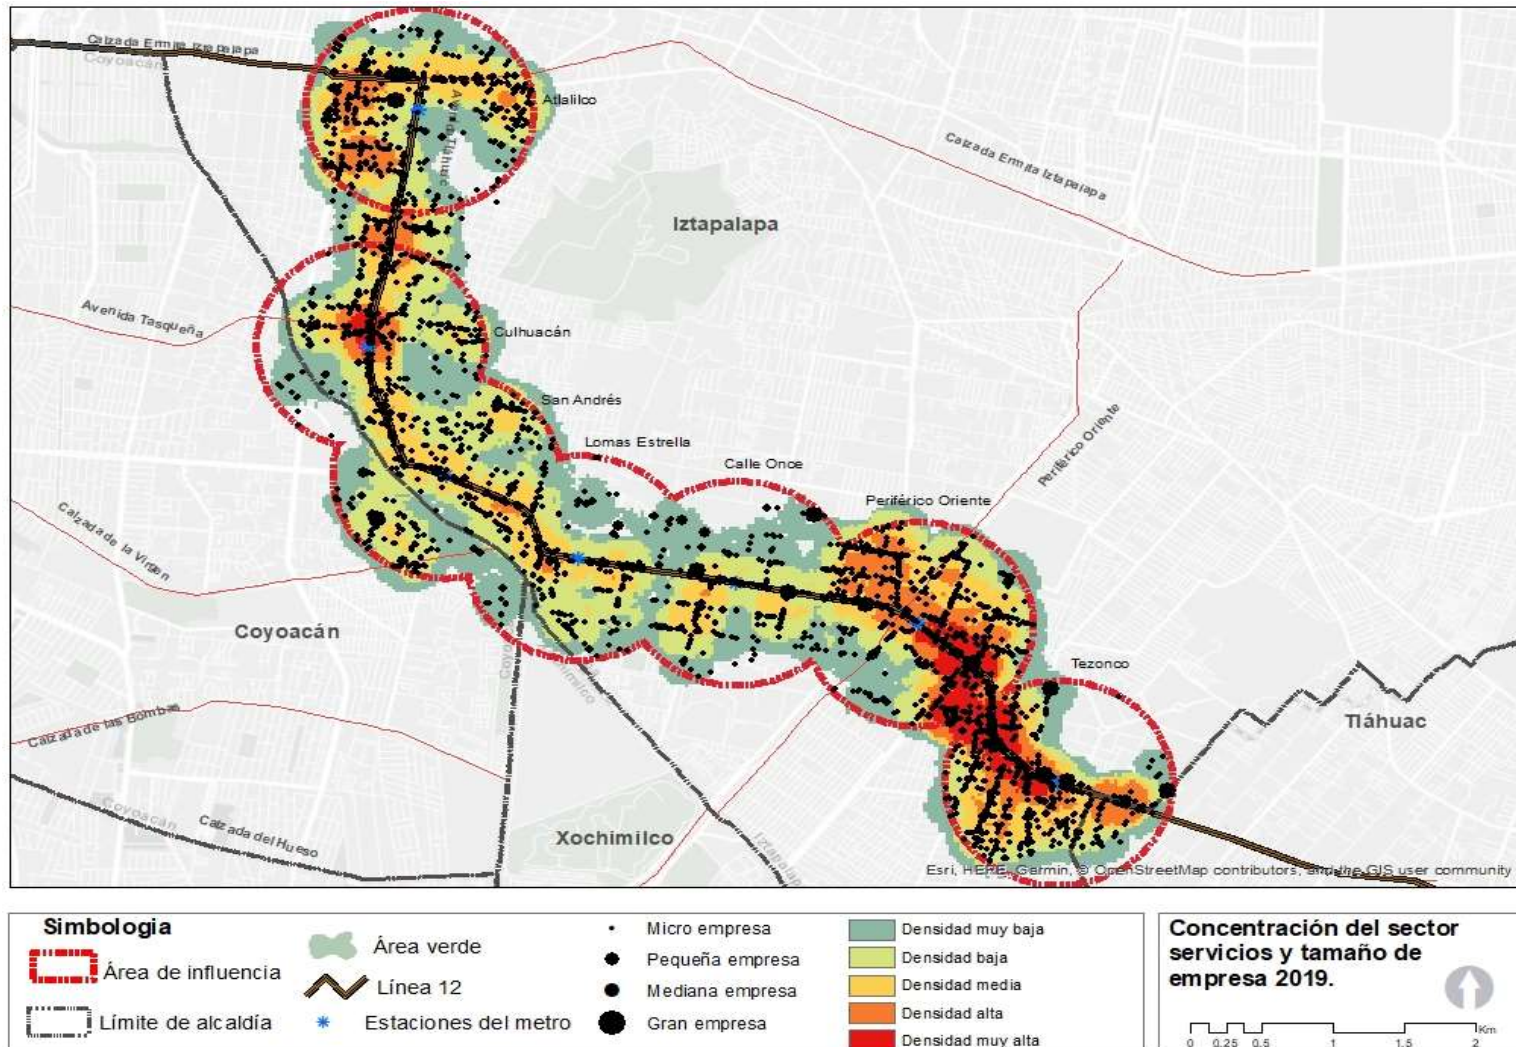 Calzada Ermita Iztapalapa
Coyoacán
Atlalilco
Avenida Tláhuac
Calzada Ermita Iztapalapa
Iztapalapa
Avenida Tasqueña
Culhuacán
San Andrés
Lomas Estrella
Calle Once
Periférico Oriente
Periférico Oriente
Calzada de la Virgen
Coyoacán
Tezonco
Tláhuac
Calzada de las Bombas
Xochimilco
Coyoacán
Calzada del Hueso
Xochimilco
Iztapalapa
Esri, HERE, Garmin, © OpenStreetMap contributors, and the GIS user community
Simbologia
Área de influencia
Límite de alcaldía
Área verde
Línea 12
Estaciones del metro
Micro empresa
Pequeña empresa
Mediana empresa
Gran empresa
Densidad muy baja
Densidad baja
Densidad media
Densidad alta
Densidad muy alta
Concentración del sector
servicios y tamaño de
empresa 2019.
Km
0 0.25 0.5 1 1.5 2